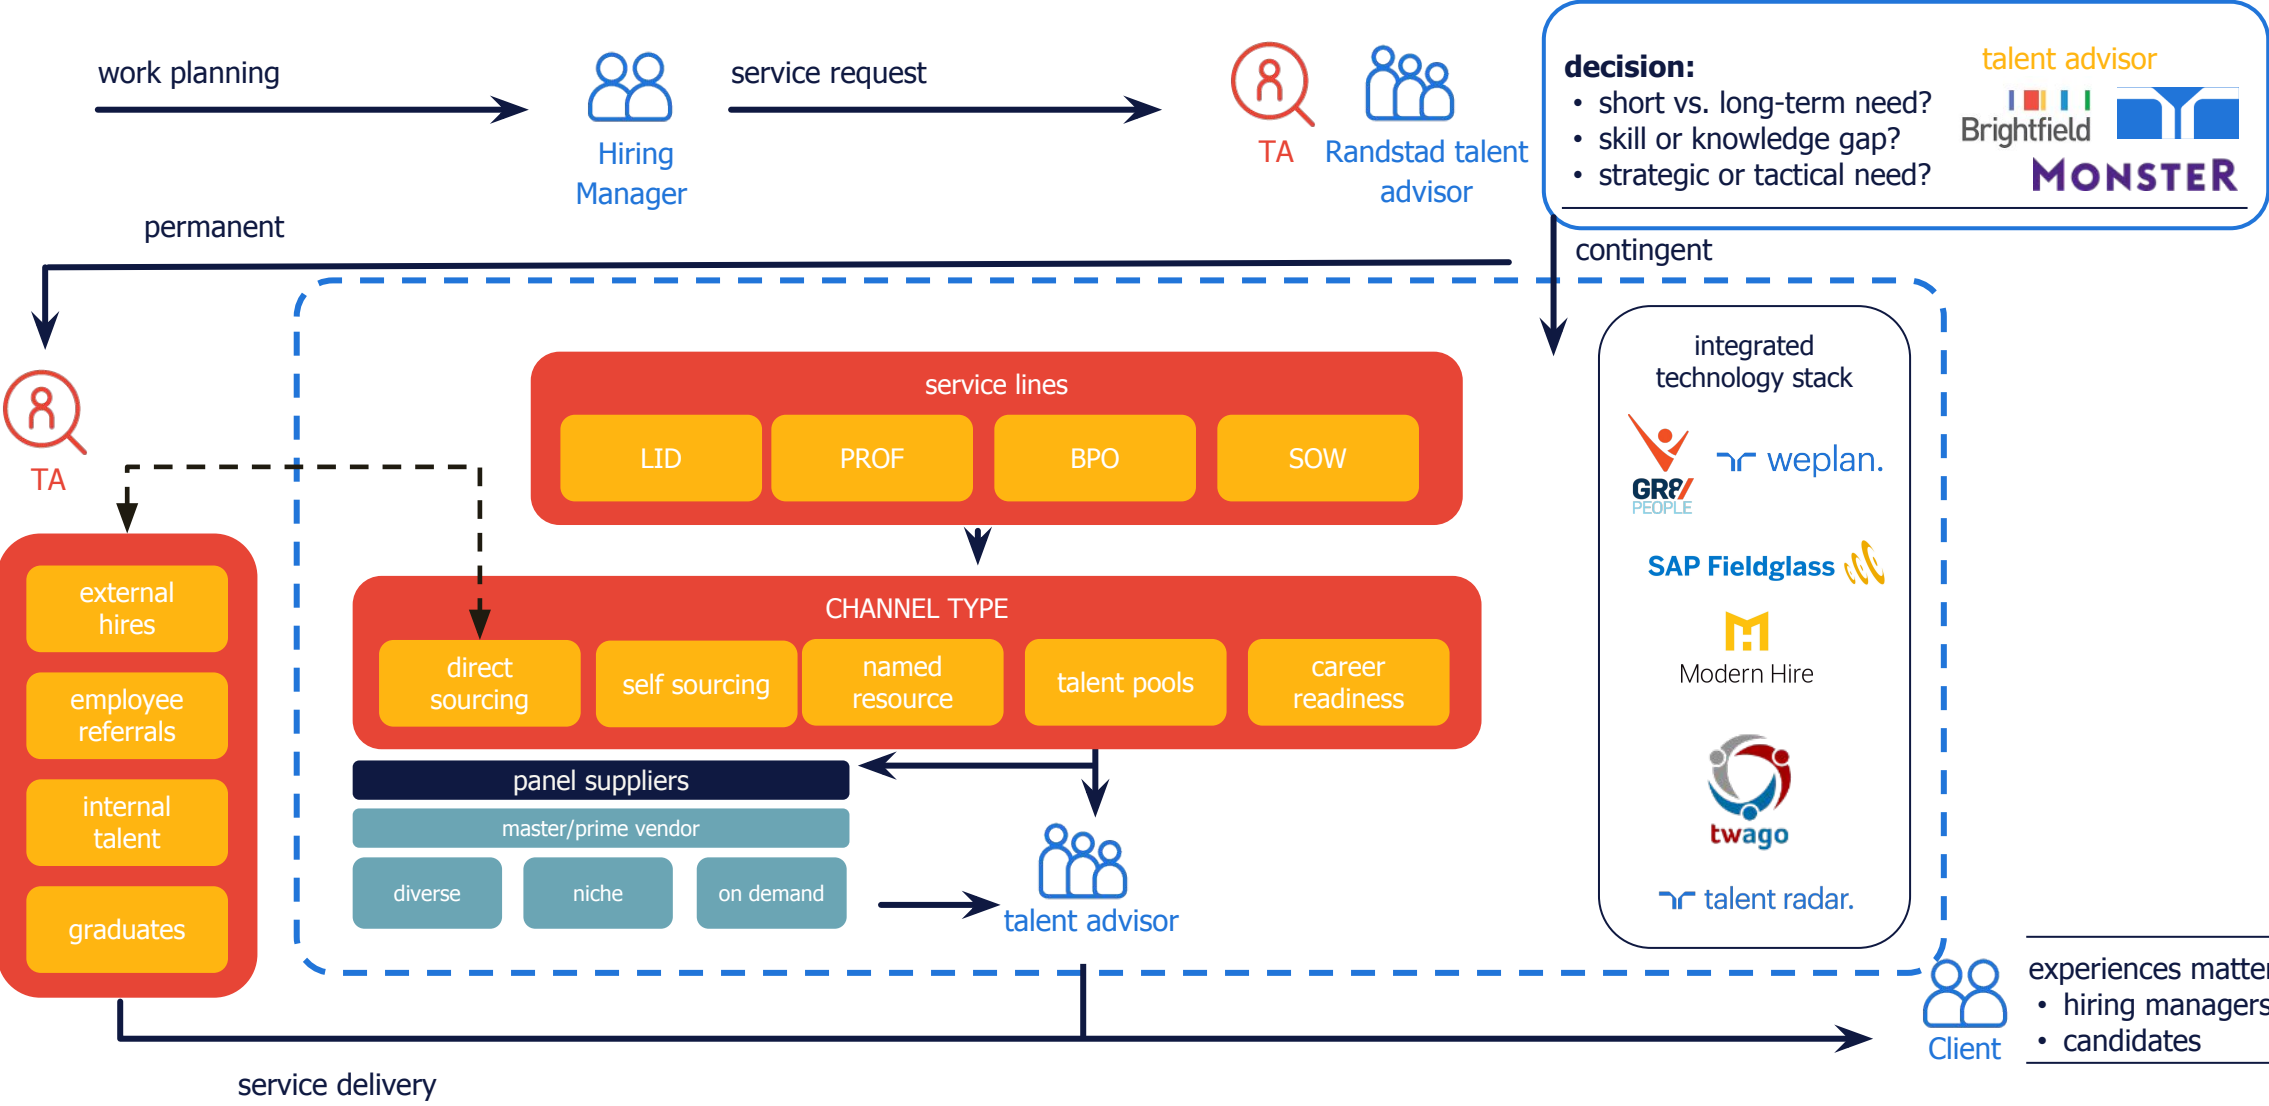 work planning
Hiring
Manager
service request
TA
Randstad talent
advisor
decision:
• short vs. long-term need?
• skill or knowledge gap?
• strategic or tactical need?
talent advisor
Brightfield
MONSTER
permanent
contingent
TA
external
hires
employee
referrals
internal
talent
graduates
service lines
LID
PROF
BPO
SOW
CHANNEL TYPE
direct
sourcing
self sourcing
named
resource
talent pools
career
readiness
panel suppliers
master/prime vendor
diverse
niche
on demand
talent advisor
integrated
technology stack
GR8
PEOPLE
weplan.
SAP Fieldglass
Modern Hire
twago
talent radar.
Client
experiences matter
• hiring managers
• candidates
service delivery